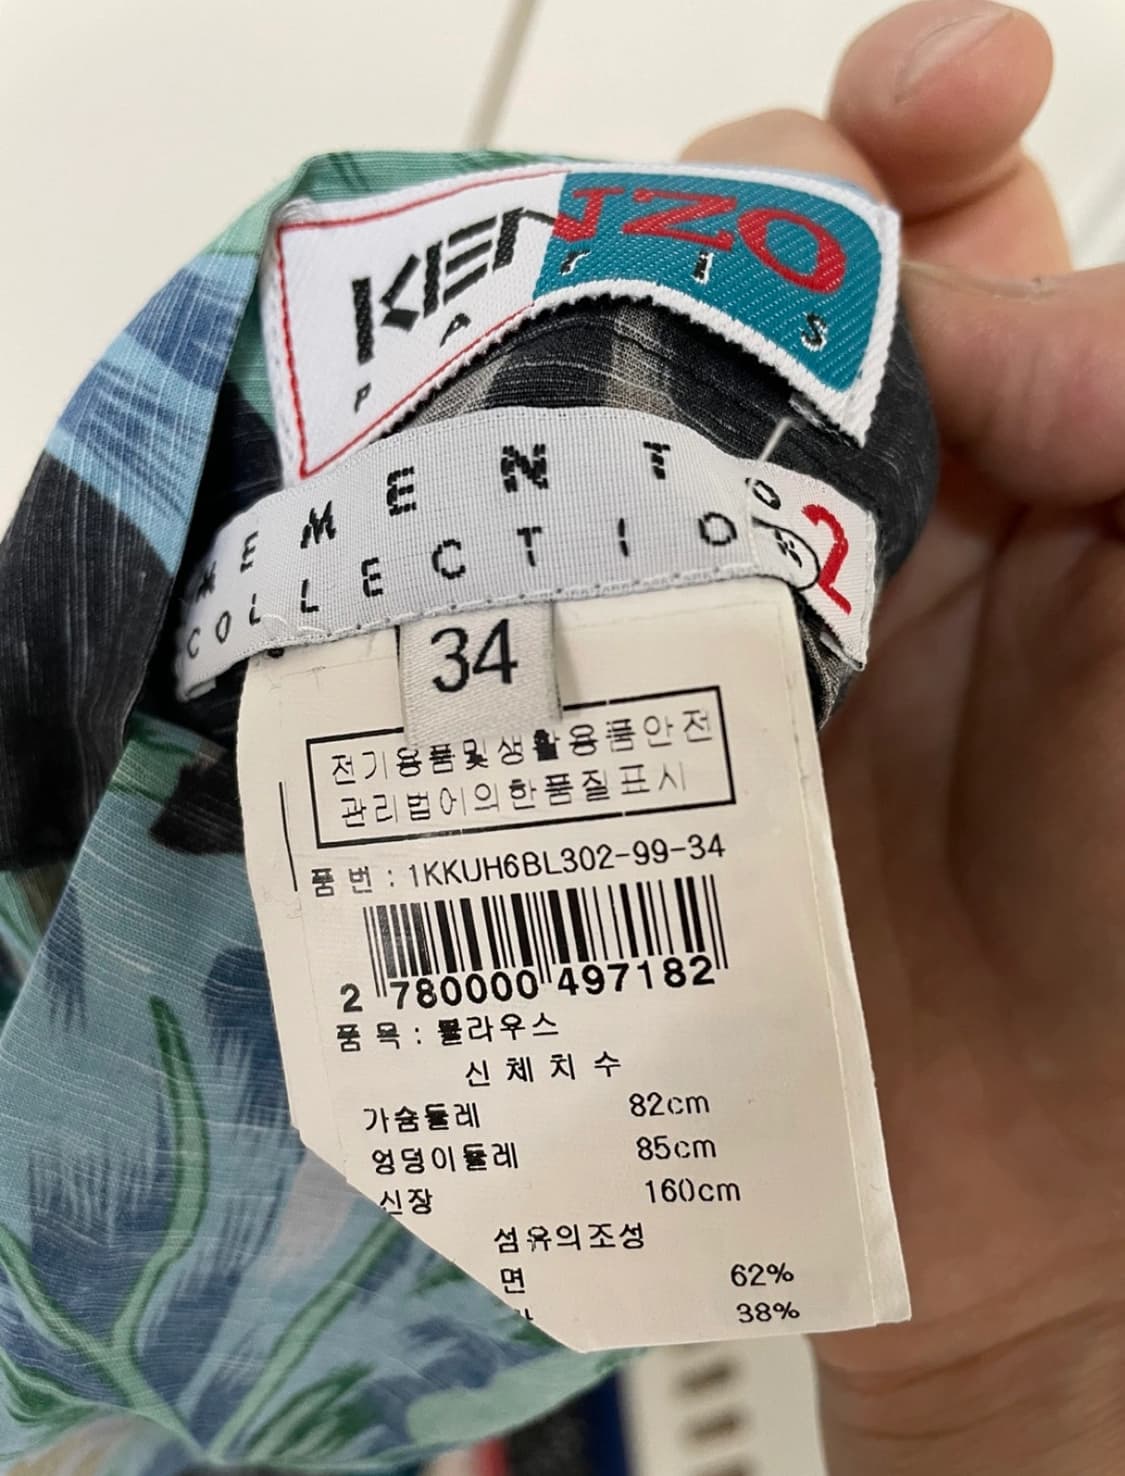 KENZO
PARIS
MEMENTO
COLLECTION 2
34
전기용품및생활용품안전
관리법어의한품질표시
품 번 : 1KKUH6BL302-99-34
2 780000 497182
품 목 : 블라우스
신 체 치 수
가슴둘레 82cm
엉덩이둘레 85cm
신장 160cm
섬유의조성
면 62%
38%